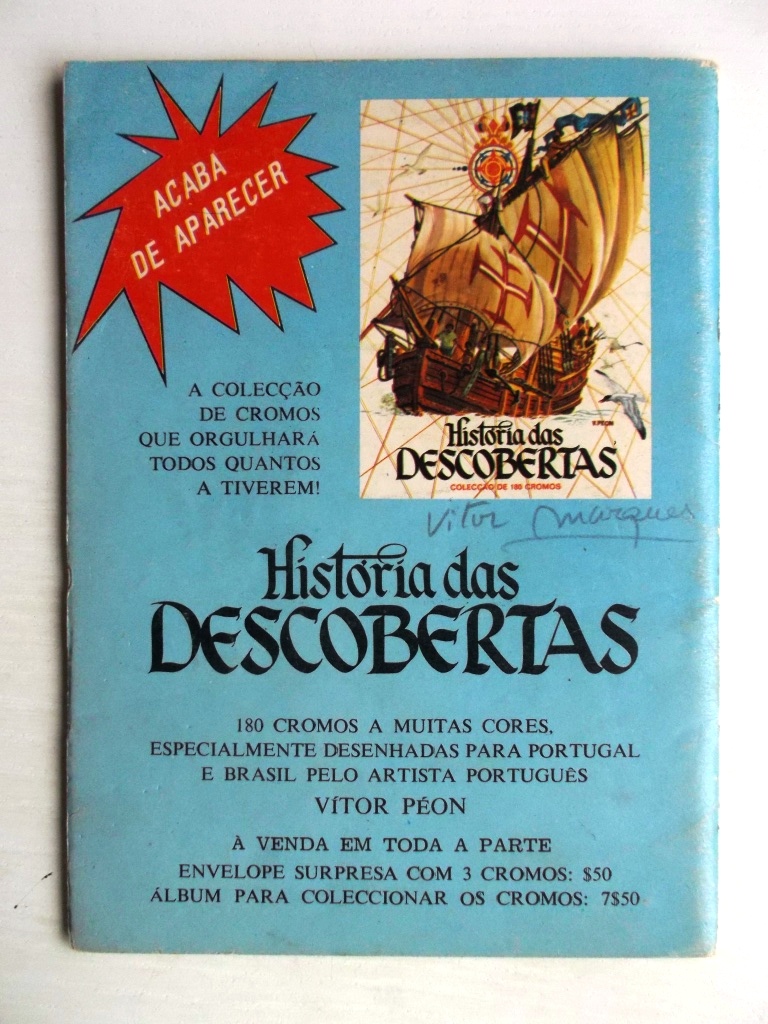 ACABA
DE APARECER
A COLECÇÃO
DE CROMOS
QUE ORGULHARÁ
TODOS QUANTOS
A TIVEREM!
V.PÉON
História das
DESCOBERTAS
COLECÇÃO DE 180 CROMOS
Vitor Marques
História das
DESCOBERTAS
180 CROMOS A MUITAS CORES,
ESPECIALMENTE DESENHADAS PARA PORTUGAL
E BRASIL PELO ARTISTA PORTUGUÊS
VÍTOR PÉON
À VENDA EM TODA A PARTE
ENVELOPE SURPRESA COM 3 CROMOS: $50
ÁLBUM PARA COLECCIONAR OS CROMOS: 7$50